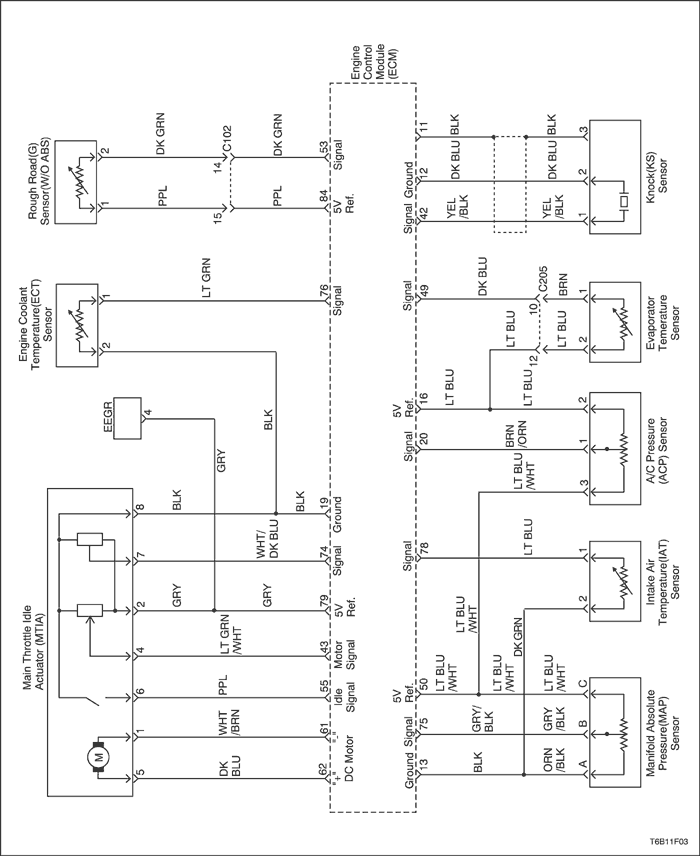 Engine
Control
Module
(ECM)
Rough Road(G)
Sensor(W/O ABS)
2
DK GRN
14
C102
DK GRN
53
Signal
1
PPL
15
PPL
84
5V
Ref.
Engine Coolant
Temperature(ECT)
Sensor
1
LT GRN
76
Signal
2
BLK
EEGR
4
GRY
Main Throttle Idle
Actuator (MTIA)
8
BLK
BLK
19
Ground
7
WHT/
DK BLU
74
Signal
2
GRY
GRY
79
5V
Ref.
4
LT GRN
/WHT
43
Motor
Signal
6
PPL
55
Idle
Signal
M
1
WHT
/BRN
61
"-"
5
DK
BLU
62
"+"
DC Motor
11
BLK
BLK
3
Ground
12
DK BLU
DK BLU
2
Signal
42
YEL
/BLK
YEL
/BLK
1
Knock(KS)
Sensor
Signal
49
DK BLU
10
C205
BRN
1
LT BLU
12
LT BLU
2
Evaporator
Temerature
Sensor
5V
Ref.
16
LT BLU
LT BLU
2
Signal
20
BRN
/ORN
1
LT BLU
/WHT
3
A/C Pressure
(ACP) Sensor
Signal
78
LT BLU
1
2
Intake Air
Temperature(IAT)
Sensor
LT BLU
/WHT
DK GRN
5V
Ref.
50
LT BLU
/WHT
LT BLU
/WHT
LT BLU
/WHT
C
Signal
75
GRY/
BLK
GRY
/BLK
B
Ground
13
BLK
ORN
/BLK
A
Manifold Absolute
Pressure(MAP)
Sensor
T6B11F03